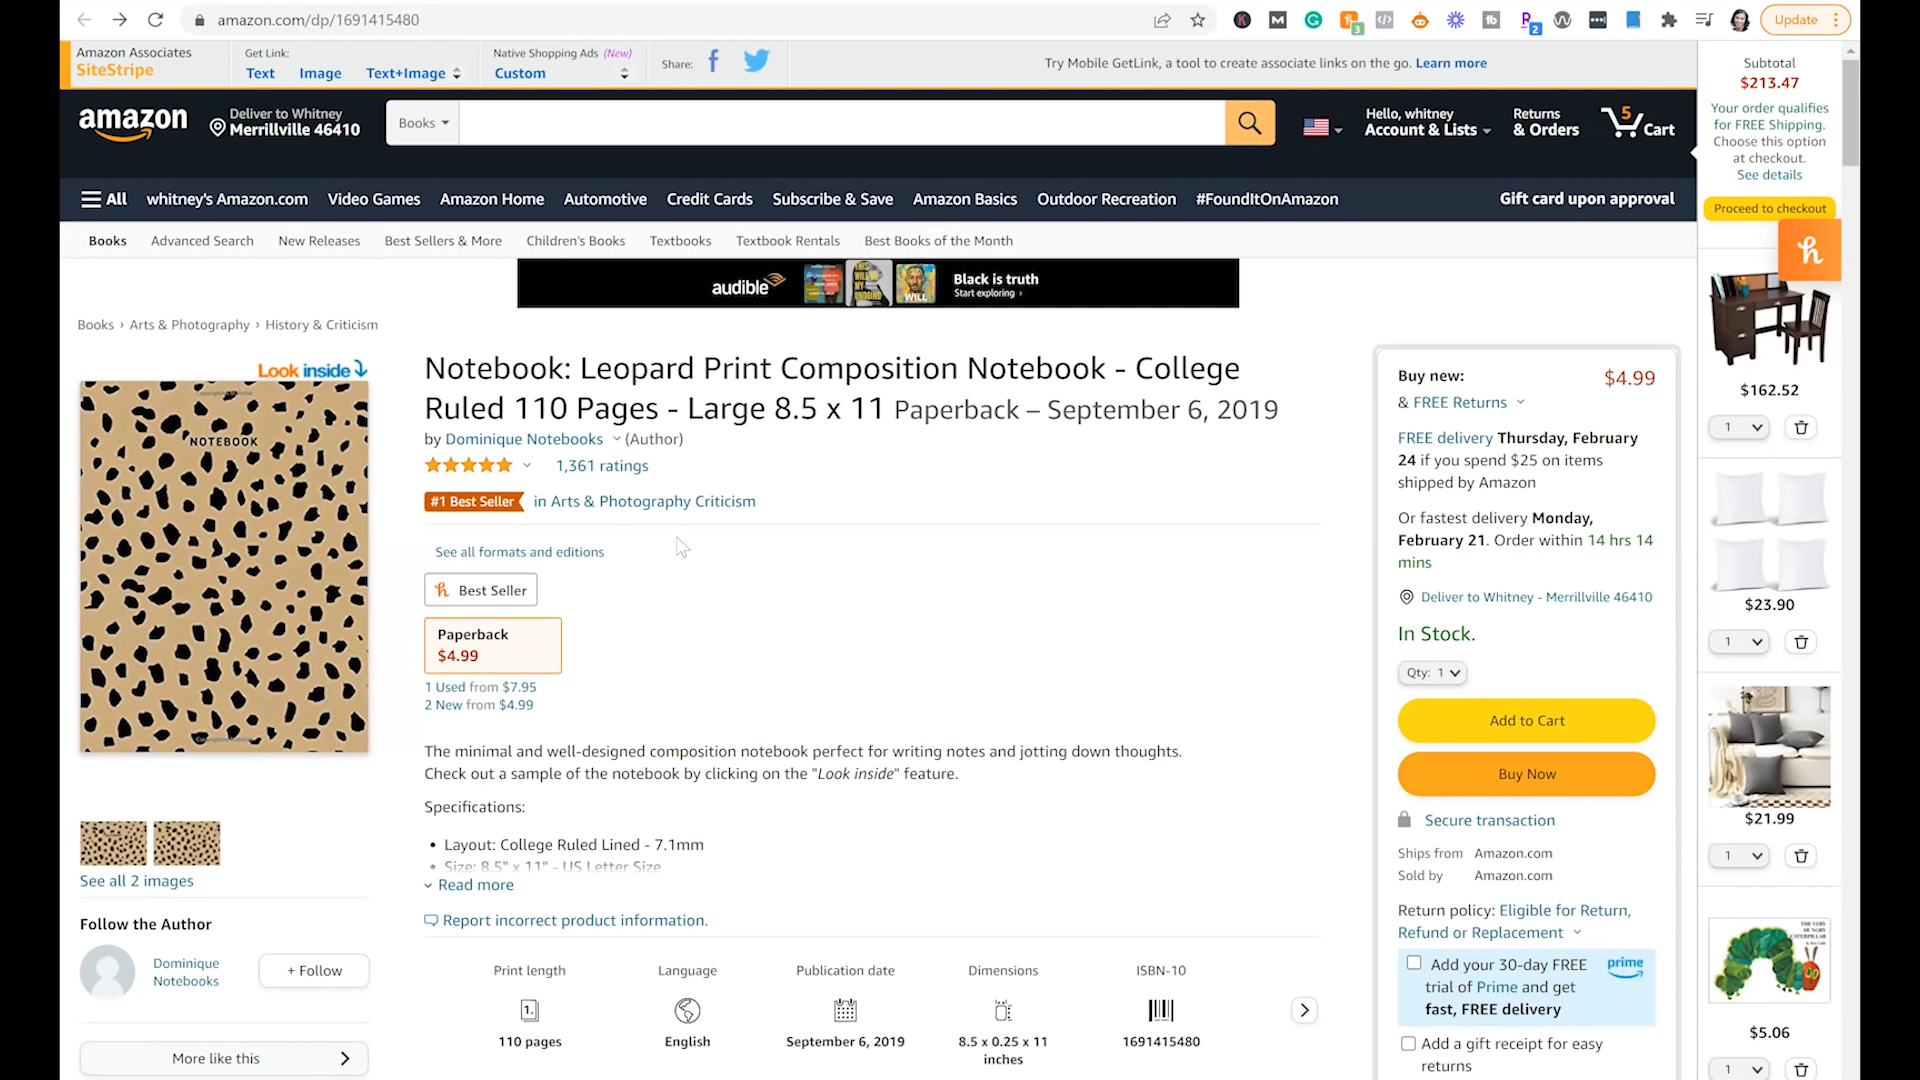 amazon.com/dp/1691415480
Update
Amazon Associates
SiteStripe
Get Link:
Text Image Text+Image
Native Shopping Ads (New)
Custom
Share:
Try Mobile GetLink, a tool to create associate links on the go. Learn more
amazon
Deliver to Whitney
Merrillville 46410
Books
Hello, whitney
Account & Lists
Returns
& Orders
5
Cart
All whitney's Amazon.com Video Games Amazon Home Automotive Credit Cards Subscribe & Save Amazon Basics Outdoor Recreation #FoundItOnAmazon Gift card upon approval
Books Advanced Search New Releases Best Sellers & More Children's Books Textbooks Textbook Rentals Best Books of the Month
audible
WILL
Black is truth
Start exploring ›
Books › Arts & Photography › History & Criticism
Look inside
NOTEBOOK
See all 2 images
Follow the Author
Dominique
Notebooks
+ Follow
More like this
Notebook: Leopard Print Composition Notebook - College
Ruled 110 Pages - Large 8.5 x 11 Paperback – September 6, 2019
by Dominique Notebooks (Author)
1,361 ratings
#1 Best Seller in Arts & Photography Criticism
See all formats and editions
Best Seller
Paperback
$4.99
1 Used from $7.95
2 New from $4.99
The minimal and well-designed composition notebook perfect for writing notes and jotting down thoughts.
Check out a sample of the notebook by clicking on the "Look inside" feature.
Specifications:
• Layout: College Ruled Lined - 7.1mm
• Size: 8.5" x 11" - US Letter Size
Read more
Report incorrect product information.
Print length
1.
110 pages
Language
English
Publication date
September 6, 2019
Dimensions
8.5 x 0.25 x 11
inches
ISBN-10
1691415480
Buy new: $4.99
& FREE Returns
FREE delivery Thursday, February
24 if you spend $25 on items
shipped by Amazon
Or fastest delivery Monday,
February 21. Order within 14 hrs 14
mins
Deliver to Whitney - Merrillville 46410
In Stock.
Qty: 1
Add to Cart
Buy Now
Secure transaction
Ships from Amazon.com
Sold by Amazon.com
Return policy: Eligible for Return,
Refund or Replacement
Add your 30-day FREE
trial of Prime and get
fast, FREE delivery
prime
Add a gift receipt for easy
returns
Subtotal
$213.47
Your order qualifies
for FREE Shipping.
Choose this option
at checkout.
See details
Proceed to checkout
h
$162.52
1
$23.90
1
$21.99
1
THE VERY
HUNGRY
CATERPILLAR
$5.06
1